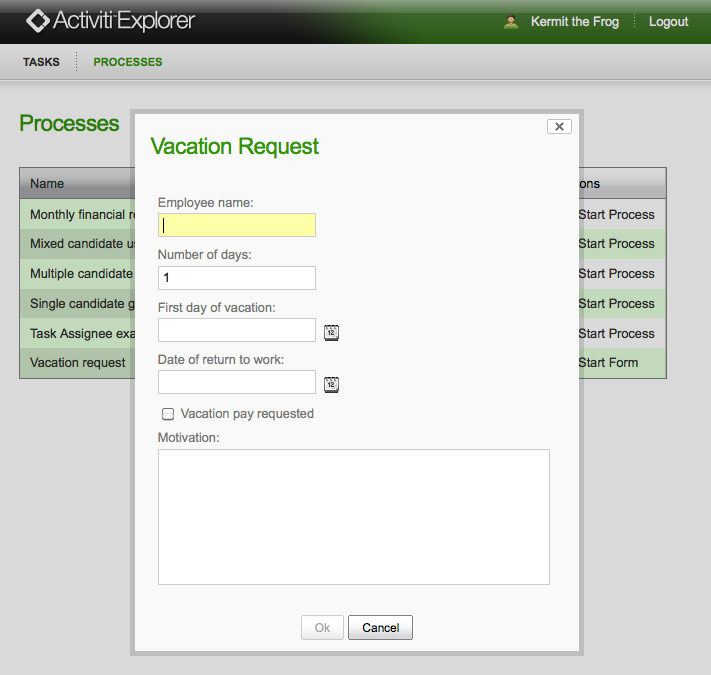 Activiti Explorer
Kermit the Frog Logout
TASKS PROCESSES
Processes
Vacation Request
Name ons
Monthly financial Start Process
Mixed candidate Start Process
Multiple candidate Start Process
Single candidate Start Process
Task Assignee Start Process
Vacation request Start Form
Employee name:
Number of days:
1
First day of vacation:
12
Date of return to work:
12
Vacation pay requested
Motivation:
Ok Cancel